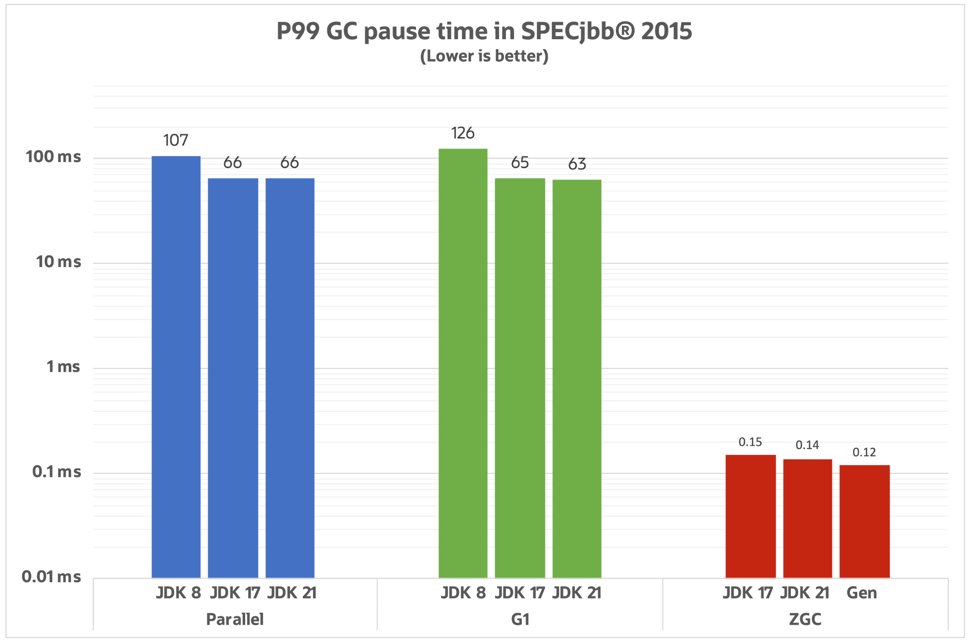 P99 GC pause time in SPECjbb® 2015
(Lower is better)
100 ms
10 ms
1 ms
0.1 ms
0.01 ms
107
66
66
126
65
63
0.15
0.14
0.12
JDK 8 JDK 17 JDK 21
JDK 8 JDK 17 JDK 21
JDK 17 JDK 21 Gen
Parallel
G1
ZGC